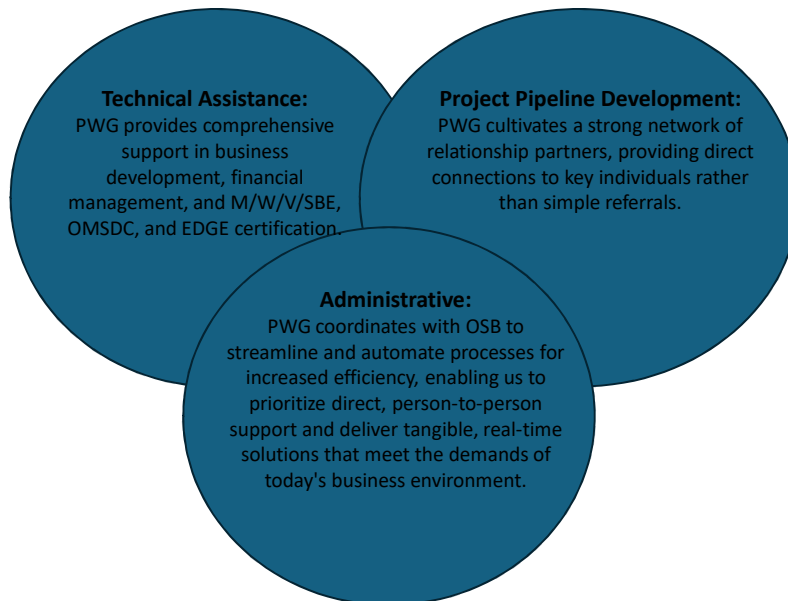 Technical Assistance:
PWG provides comprehensive
support in business
development, financial
management, and M/W/V/SBE,
OMSDC, and EDGE certification.
Project Pipeline Development:
PWG cultivates a strong network of
relationship partners, providing direct
connections to key individuals rather
than simple referrals.
Administrative:
PWG coordinates with OSB to
streamline and automate processes for
increased efficiency, enabling us to
prioritize direct, person-to-person
support and deliver tangible, real-time
solutions that meet the demands of
today's business environment.